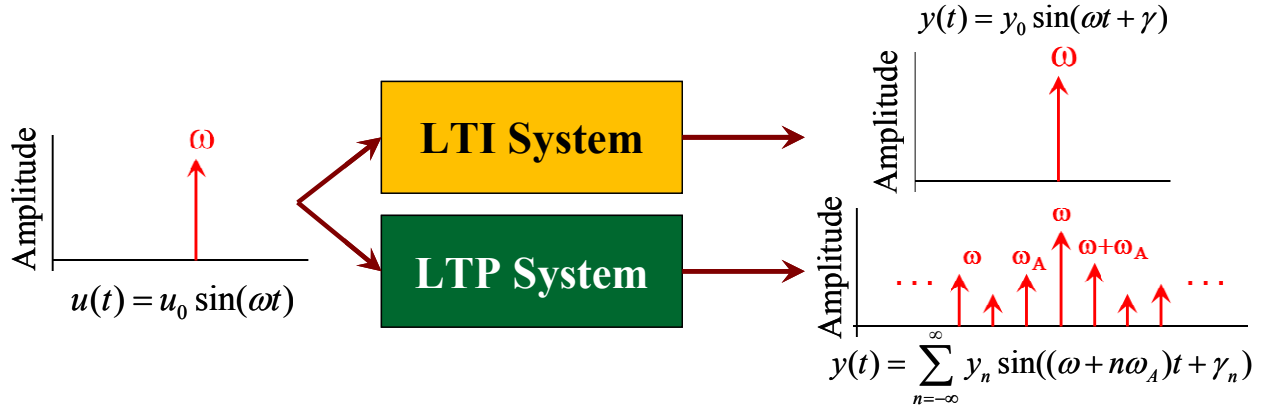 Amplitude
ω
u(t) = u₀ sin(ωt)
LTI System
LTP System
y(t) = y₀ sin(ωt + γ)
Amplitude
ω
Amplitude
ω
ω_A
ω
ω+ω_A
··· ···
y(t) = ∑_{n=-∞}^{∞} y_n sin((ω + nω_A)t + γ_n)